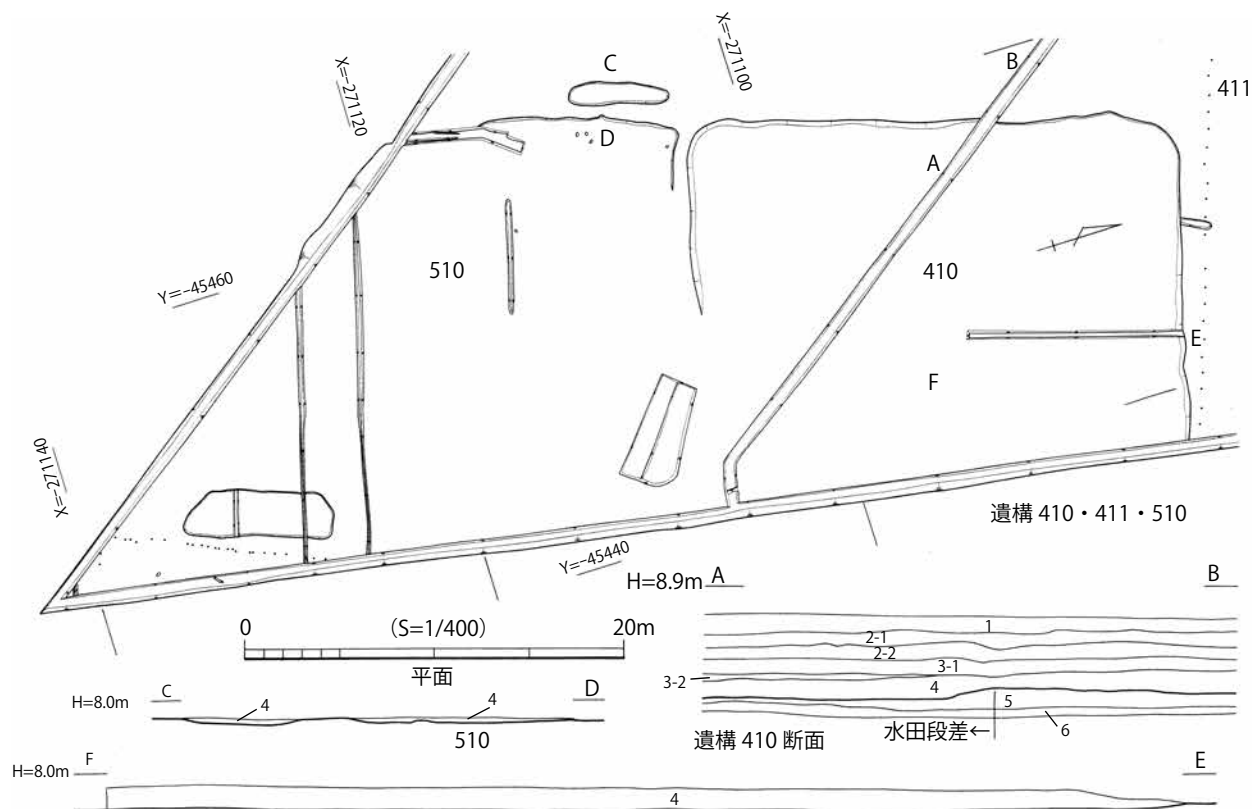 X=-271120
C
X=-271100
B
411
D
A
510
410
Y=-45460
E
F
X=-271140
遺構 410・411・510
Y=-45440
H=8.9m A
B
0 (S=1/400) 20m
平面
1
2-1
2-2
3-1
3-2
4
5
6
水田段差←
遺構 410 断面
H=8.0m
C
D
4
4
510
H=8.0m
F
E
4